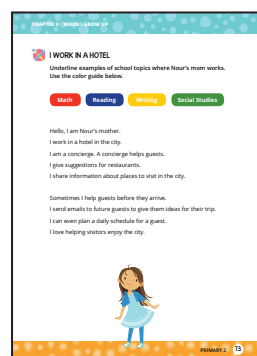 CHAPTER 3 | WHEN I GROW UP
I WORK IN A HOTEL
Underline examples of school topics where Nour's mom works.
Use the color guide below.
Math Reading Writing Social Studies
Hello, I am Nour's mother.
I work in a hotel in the city.
I am a concierge. A concierge helps guests.
I give suggestions for restaurants.
I share information about places to visit in the city.
Sometimes I help guests before they arrive.
I send emails to future guests to give them ideas for their trip.
I can even plan a daily schedule for a guest.
I love helping visitors enjoy the city.
PRIMARY 2 73